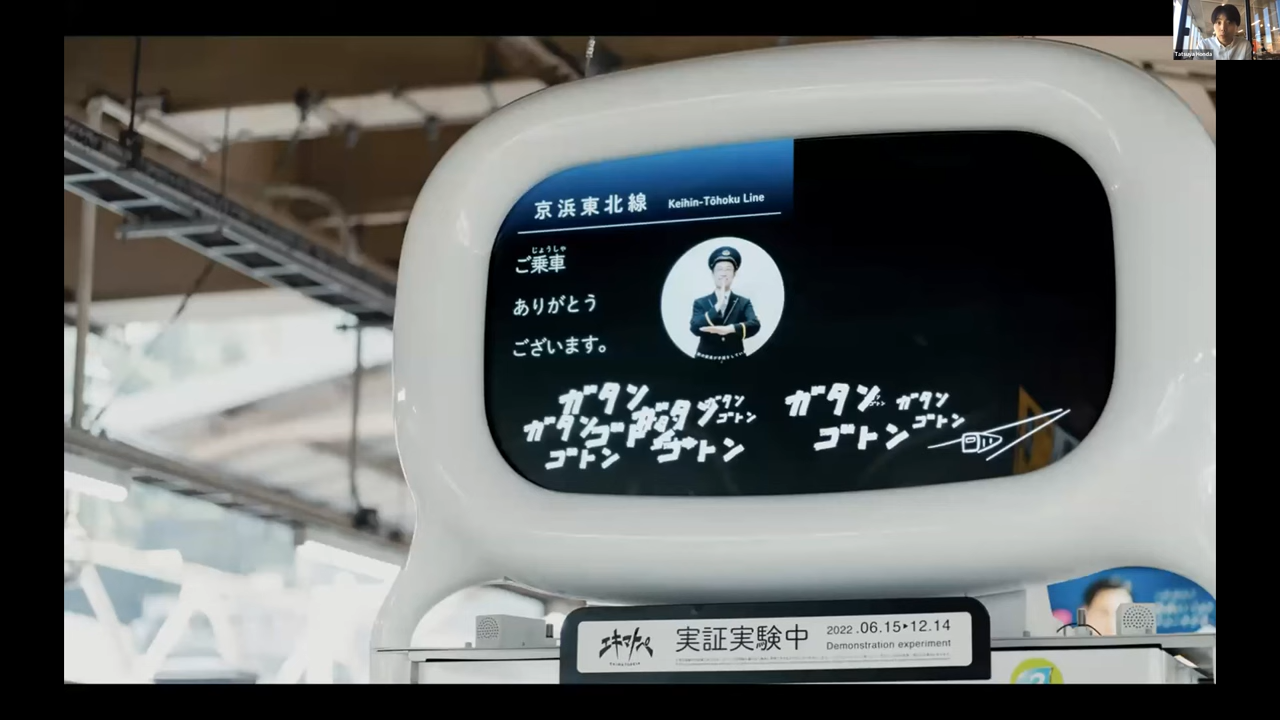 Tatsuya Honda
京浜東北線 Keihin-Tōhoku Line
じょうしゃ
ご乗車
ありがとう
ございます。
ガタン
ゴトン
ガタン
ゴトン
ガタン
ゴトン
ガタン
ゴトン
ガタン
ゴトン
ガタン
ゴトン
エキマトペ
EKIMATOPE
実証実験中
2022.06.15▸12.14
Demonstration experiment